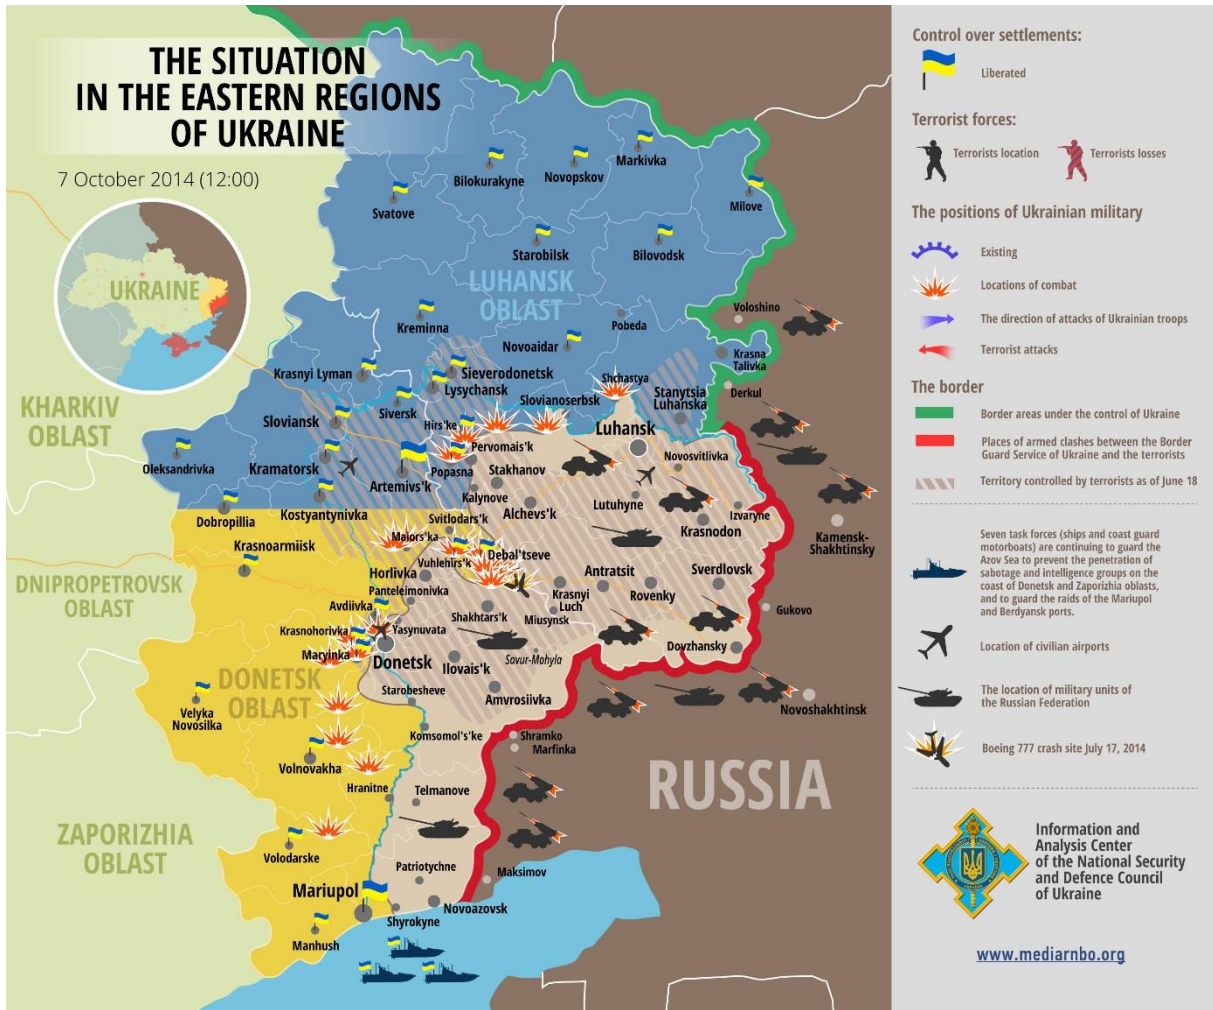 THE SITUATION
IN THE EASTERN REGIONS
OF UKRAINE
7 October 2014 (12:00)
UKRAINE
KHARKIV
OBLAST
DNIPROPETROVSK
OBLAST
ZAPORIZHIA
OBLAST
LUHANSK
OBLAST
DONETSK
OBLAST
RUSSIA
Bilokurakyne
Novopskov
Markivka
Milove
Svatove
Starobilsk
Bilovodsk
Voloshino
Kreminna
Pobeda
Novoaidar
Krasna
Talivka
Krasnyi Lyman
Sieverodonetsk
Lysychansk
Shchastya
Stanytsia
Luhanska
Derkul
Siversk
Slovianoserbsk
Sloviansk
Hirs'ke
Luhansk
Pervomais'k
Oleksandrivka
Kramatorsk
Popasna
Stakhanov
Novosvitlivka
Artemivs'k
Kalynove
Lutuhyne
Kostyantynivka
Dobropillia
Svitlodars'k
Alchevs'k
Izvaryne
Krasnodon
Maiors'ka
Kamensk-
Shakhtinsky
Krasnoarmiisk
Debal'tseve
Vuhlehirs'k
Horlivka
Antratsit
Sverdlovsk
Panteleimonivka
Krasnyi
Luch
Rovenky
Avdiivka
Shakhtars'k
Miusynsk
Gukovo
Krasnohorivka
Yasynuvata
Maryinka
Donetsk
Savur-Mohyla
Dovzhansky
Ilovais'k
Starobesheve
Amvrosiivka
Velyka
Novosilka
Novoshakhtinsk
Komsomol's'ke
Shramko
Marfinka
Volnovakha
Hranitne
Telmanove
Volodarske
Patriotychne
Maksimov
Mariupol
Novoazovsk
Shyrokyne
Manhush
Control over settlements:
Liberated
Terrorist forces:
Terrorists location
Terrorists losses
The positions of Ukrainian military
Existing
Locations of combat
The direction of attacks of Ukrainian troops
Terrorist attacks
The border
Border areas under the control of Ukraine
Places of armed clashes between the Border
Guard Service of Ukraine and the terrorists
Territory controlled by terrorists as of June 18
Seven task forces (ships and coast guard
motorboats) are continuing to guard the
Azov Sea to prevent the penetration of
sabotage and intelligence groups on the
coast of Donetsk and Zaporizhia oblasts,
and to guard the raids of the Mariupol
and Berdyansk ports.
Location of civilian airports
The location of military units of
the Russian Federation
Boeing 777 crash site July 17, 2014
Information and
Analysis Center
of the National Security
and Defence Council
of Ukraine
www.mediarnbo.org